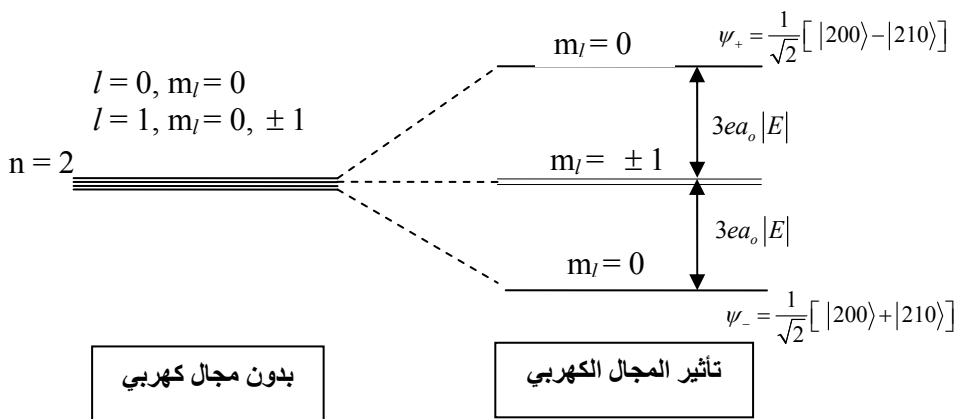 m_l = 0
ψ₊ = 1/√2 [ |200⟩ − |210⟩ ]
l = 0, m_l = 0
l = 1, m_l = 0, ± 1
3ea_o |E|
n = 2
m_l = ± 1
3ea_o |E|
m_l = 0
ψ₋ = 1/√2 [ |200⟩ + |210⟩ ]
بدون مجال كهربي
تأثير المجال الكهربي